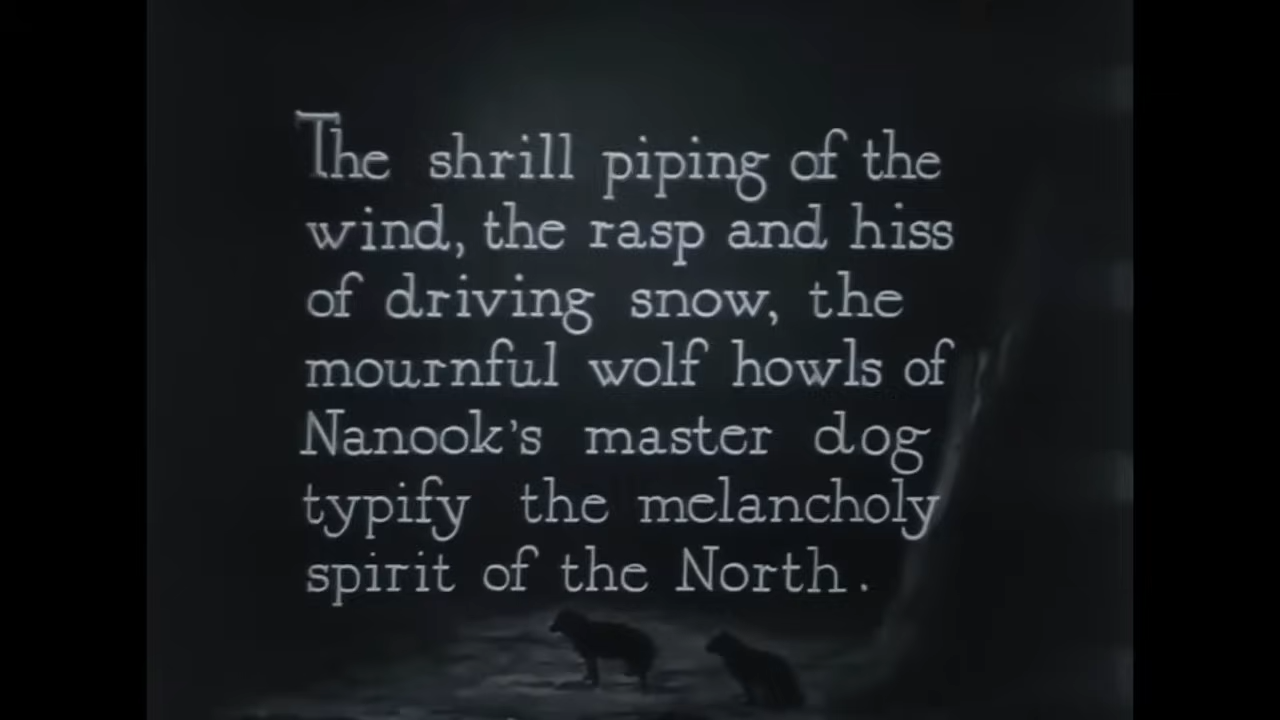 The shrill piping of the
wind, the rasp and hiss
of driving snow, the
mournful wolf howls of
Nanook's master dog
typify the melancholy
spirit of the North.